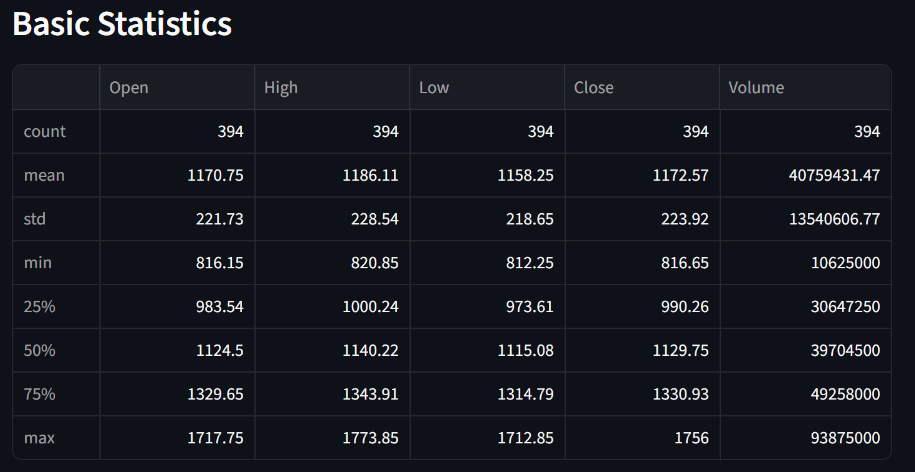 Basic Statistics
Open High Low Close Volume
count 394 394 394 394 394
mean 1170.75 1186.11 1158.25 1172.57 40759431.47
std 221.73 228.54 218.65 223.92 13540606.77
min 816.15 820.85 812.25 816.65 10625000
25% 983.54 1000.24 973.61 990.26 30647250
50% 1124.5 1140.22 1115.08 1129.75 39704500
75% 1329.65 1343.91 1314.79 1330.93 49258000
max 1717.75 1773.85 1712.85 1756 93875000